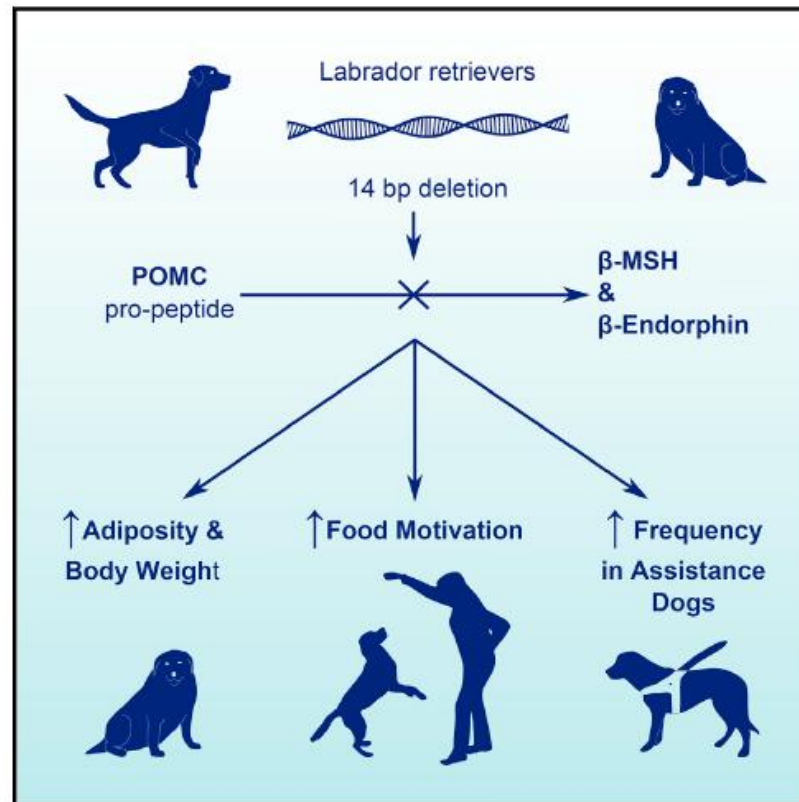 Labrador retrievers
14 bp deletion
POMC
pro-peptide
β-MSH
&
β-Endorphin
↑Adiposity &
Body Weight
↑Food Motivation
↑ Frequency
in Assistance
Dogs